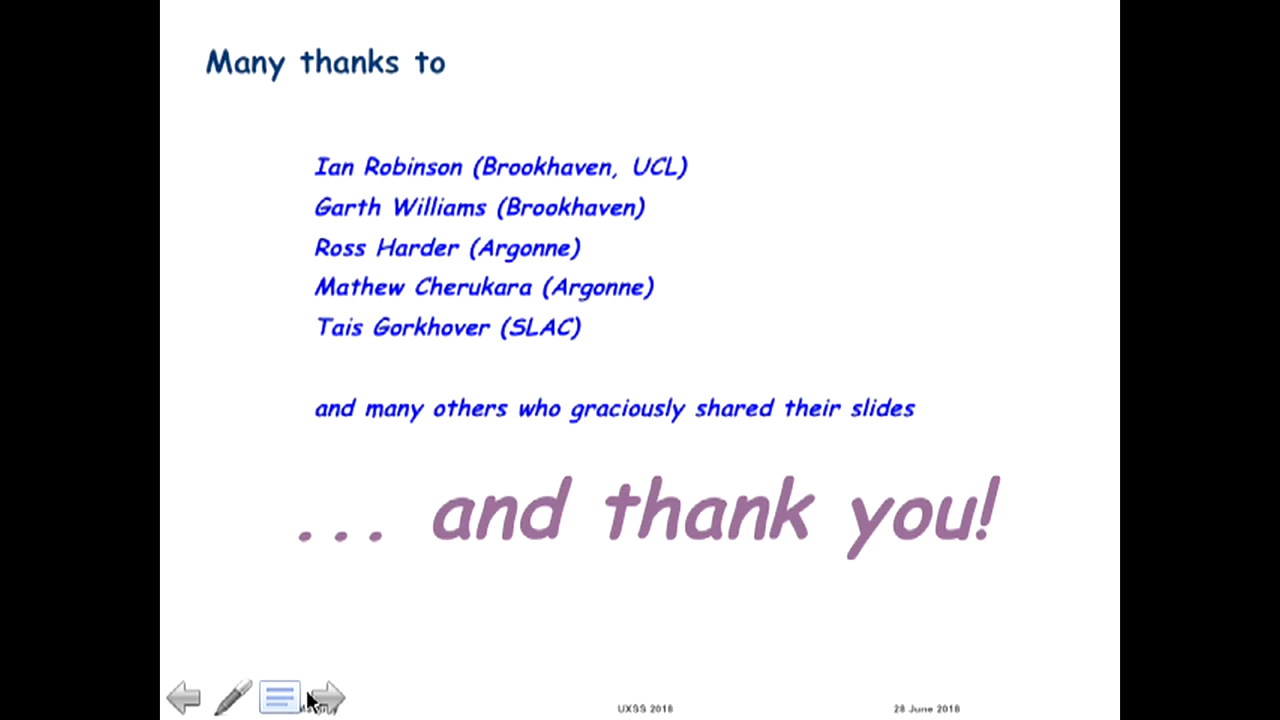 Many thanks to
Ian Robinson (Brookhaven, UCL)
Garth Williams (Brookhaven)
Ross Harder (Argonne)
Mathew Cherukara (Argonne)
Tais Gorkhover (SLAC)
and many others who graciously shared their slides
... and thank you!
UXSS 2018
28 June 2018